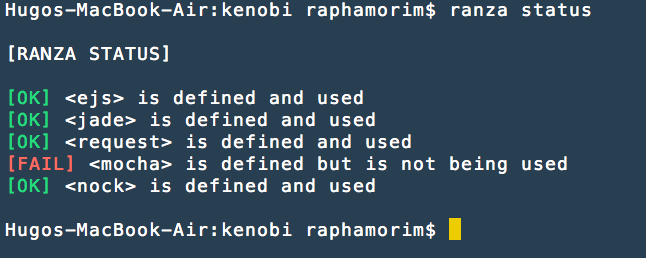 Hugos-MacBook-Air:kenobi raphamorim$ ranza status
[RANZA STATUS]
[OK] <ejs> is defined and used
[OK] <jade> is defined and used
[OK] <request> is defined and used
[FAIL] <mocha> is defined but is not being used
[OK] <nock> is defined and used
Hugos-MacBook-Air:kenobi raphamorim$